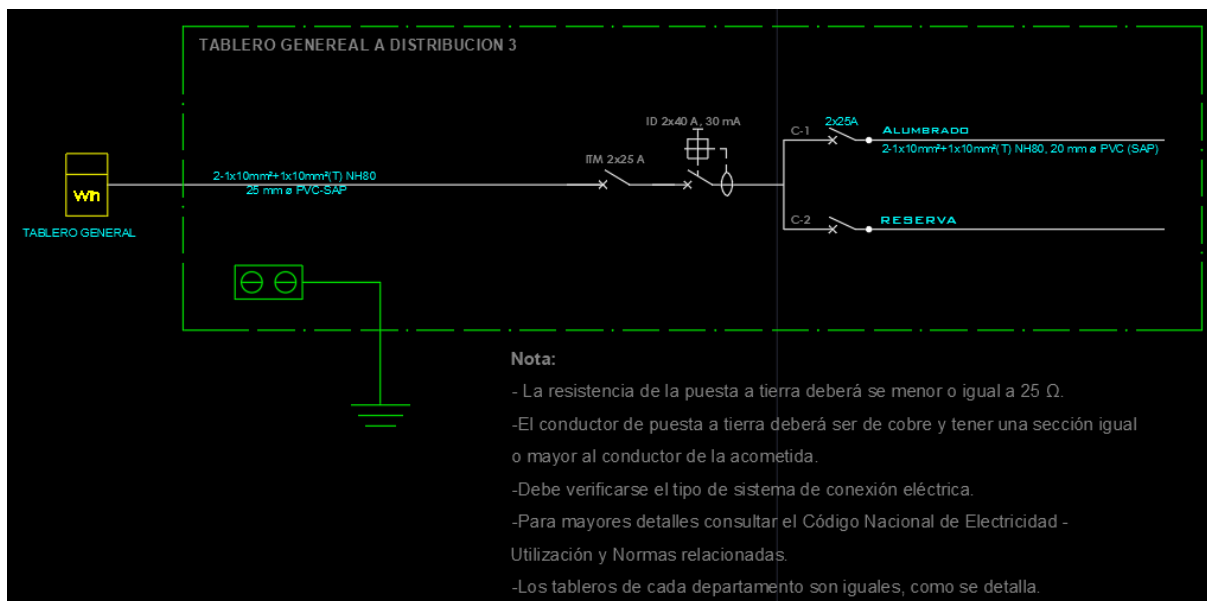 TABLERO GENEREAL A DISTRIBUCION 3
ID 2x40 A, 30 mA
C-1
2x25A
ALUMBRADO
2-1x10mm²+1x10mm²(T) NH80, 20 mm ø PVC (SAP)
ITM 2x25 A
2-1x10mm²+1x10mm²(T) NH80
25 mm ø PVC-SAP
Wh
TABLERO GENERAL
C-2
RESERVA
Nota:
- La resistencia de la puesta a tierra deberá se menor o igual a 25 Ω.
-El conductor de puesta a tierra deberá ser de cobre y tener una sección igual
o mayor al conductor de la acometida.
-Debe verificarse el tipo de sistema de conexión eléctrica.
-Para mayores detalles consultar el Código Nacional de Electricidad -
Utilización y Normas relacionadas.
-Los tableros de cada departamento son iguales, como se detalla.